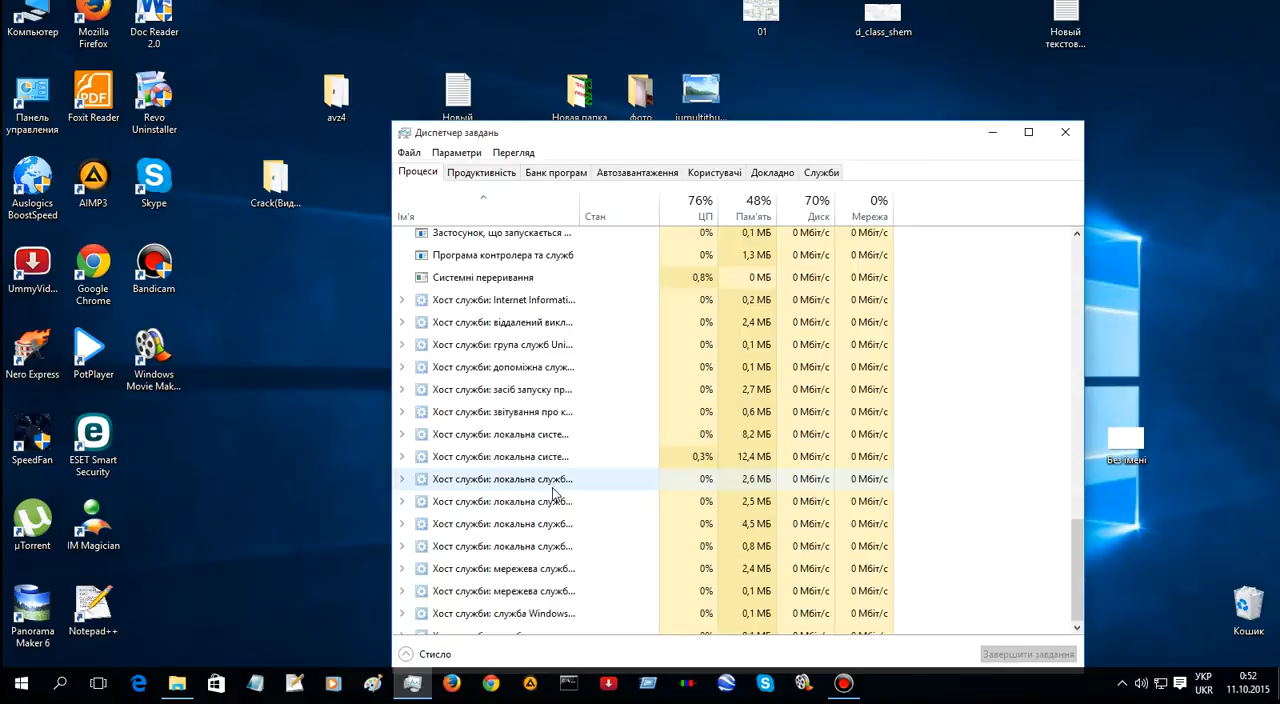 Компьютер
Mozilla
Firefox
Doc Reader
2.0
01
d_class_shem
Новый
текстов...
Панель
управления
Foxit Reader
Revo
Uninstaller
avz4
Новый
Новая папка
фото
iumultithu...
Auslogics
BoostSpeed
AIMP3
Skype
Crack(Вид...
UmmyVid...
Google
Chrome
Bandicam
Nero Express
PotPlayer
Windows
Movie Mak...
SpeedFan
ESET Smart
Security
µTorrent
IM Magician
Panorama
Maker 6
Notepad++
Без імені
Кошик
Диспетчер завдань
Файл Параметри Перегляд
Процеси Продуктивність Банк програм Автозавантаження Користувачі Докладно Служби
76% 48% 70% 0%
Ім'я Стан ЦП Пам'ять Диск Мережа
Застосунок, що запускається ... 0% 0,1 МБ 0 Мбіт/с 0 Мбіт/с
Програма контролера та служб 0% 1,3 МБ 0 Мбіт/с 0 Мбіт/с
Системні переривання 0,8% 0 МБ 0 Мбіт/с 0 Мбіт/с
Хост служби: Internet Informati... 0% 0,2 МБ 0 Мбіт/с 0 Мбіт/с
Хост служби: віддалений викл... 0% 2,4 МБ 0 Мбіт/с 0 Мбіт/с
Хост служби: група служб Uni... 0% 0,1 МБ 0 Мбіт/с 0 Мбіт/с
Хост служби: допоміжна служ... 0% 0,1 МБ 0 Мбіт/с 0 Мбіт/с
Хост служби: засіб запуску пр... 0% 2,7 МБ 0 Мбіт/с 0 Мбіт/с
Хост служби: звітування про к... 0% 0,6 МБ 0 Мбіт/с 0 Мбіт/с
Хост служби: локальна систе... 0% 8,2 МБ 0 Мбіт/с 0 Мбіт/с
Хост служби: локальна систе... 0,3% 12,4 МБ 0 Мбіт/с 0 Мбіт/с
Хост служби: локальна служб... 0% 2,6 МБ 0 Мбіт/с 0 Мбіт/с
Хост служби: локальна служб... 0% 2,5 МБ 0 Мбіт/с 0 Мбіт/с
Хост служби: локальна служб... 0% 4,5 МБ 0 Мбіт/с 0 Мбіт/с
Хост служби: локальна служб... 0% 0,8 МБ 0 Мбіт/с 0 Мбіт/с
Хост служби: мережева служб... 0% 2,4 МБ 0 Мбіт/с 0 Мбіт/с
Хост служби: мережева служб... 0% 0,1 МБ 0 Мбіт/с 0 Мбіт/с
Хост служби: служба Windows... 0% 0,1 МБ 0 Мбіт/с 0 Мбіт/с
Стисло Завершити завдання
УКР
UKR
0:52
11.10.2015